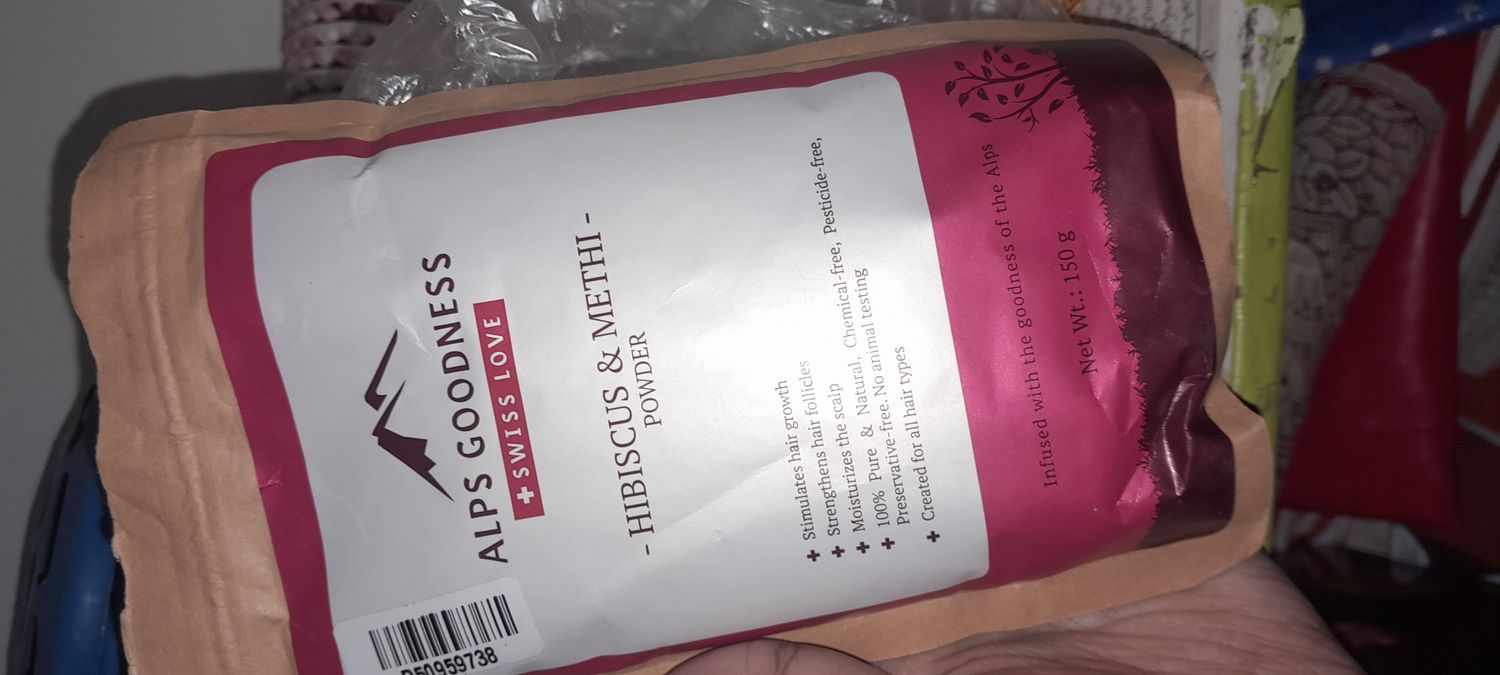 ALPS GOODNESS
+ SWISS LOVE
- HIBISCUS & METHI -
POWDER
+ Stimulates hair growth
+ Strengthens hair follicles
+ Moisturizes the scalp
+ 100% Pure & Natural, Chemical-free, Pesticide-free,
+ Preservative-free. No animal testing
+ Created for all hair types
Infused with the goodness of the Alps
Net Wt.: 150 g
50959738